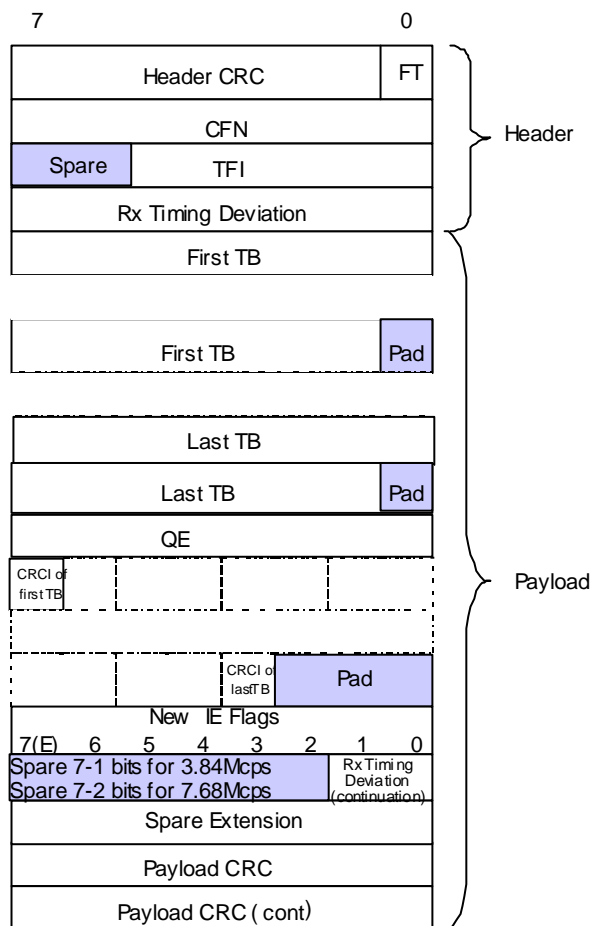 7 0
Header CRC FT
CFN
Spare TFI
Rx Timing Deviation
Header
First TB
First TB Pad
Last TB
Last TB Pad
QE
CRCI of
first TB
Payload
CRCI of
lastTB
Pad
New IE Flags
7(E) 6 5 4 3 2 1 0
Spare 7-1 bits for 3.84Mcps
Spare 7-2 bits for 7.68Mcps
Rx Timing
Deviation
(continuation)
Spare Extension
Payload CRC
Payload CRC ( cont)